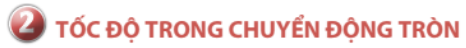 2 TỐC ĐỘ TRONG CHUYỂN ĐỘNG TRÒN